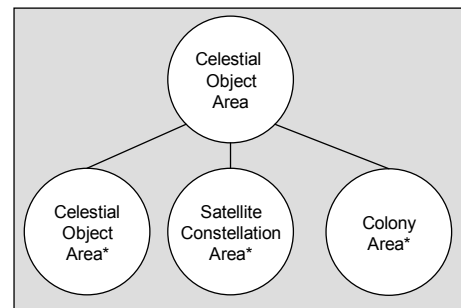 Celestial
Object
Area
Celestial
Object
Area*
Satellite
Constellation
Area*
Colony
Area*